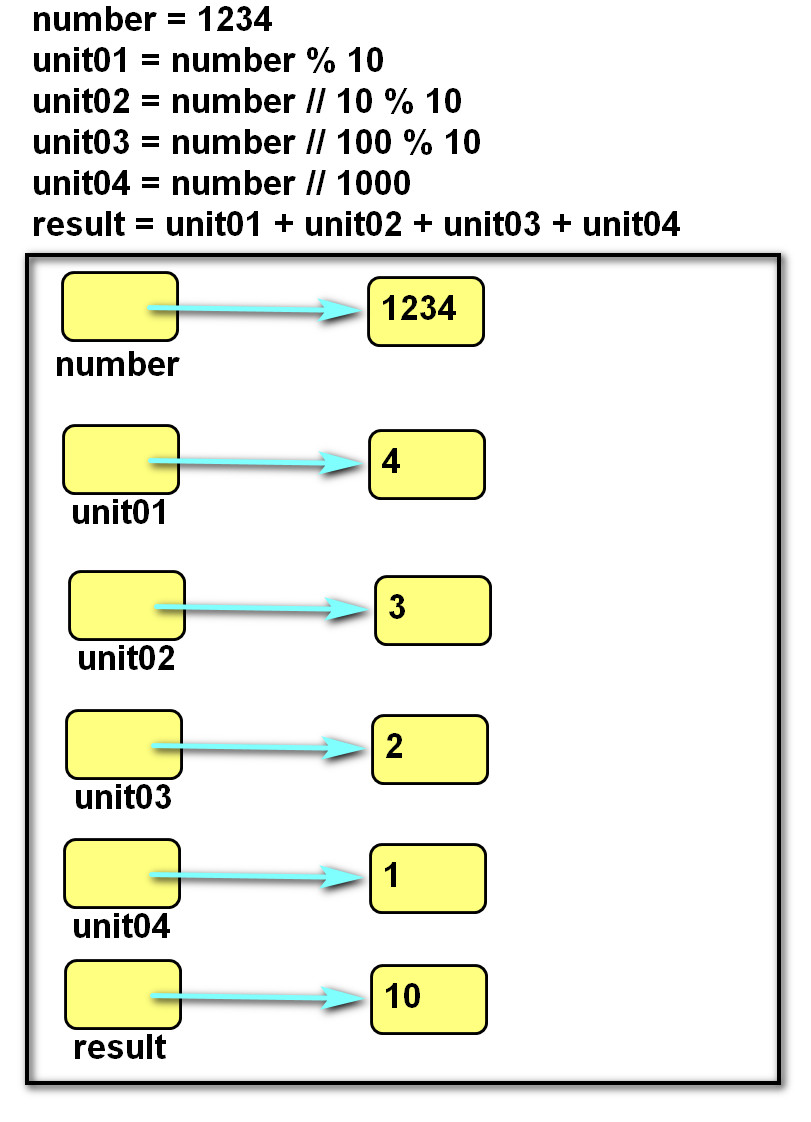 number = 1234
unit01 = number % 10
unit02 = number // 10 % 10
unit03 = number // 100 % 10
unit04 = number // 1000
result = unit01 + unit02 + unit03 + unit04
1234
number
4
unit01
3
unit02
2
unit03
1
unit04
10
result